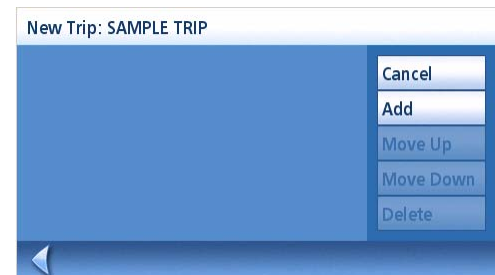 New Trip: SAMPLE TRIP
Cancel
Add
Move Up
Move Down
Delete